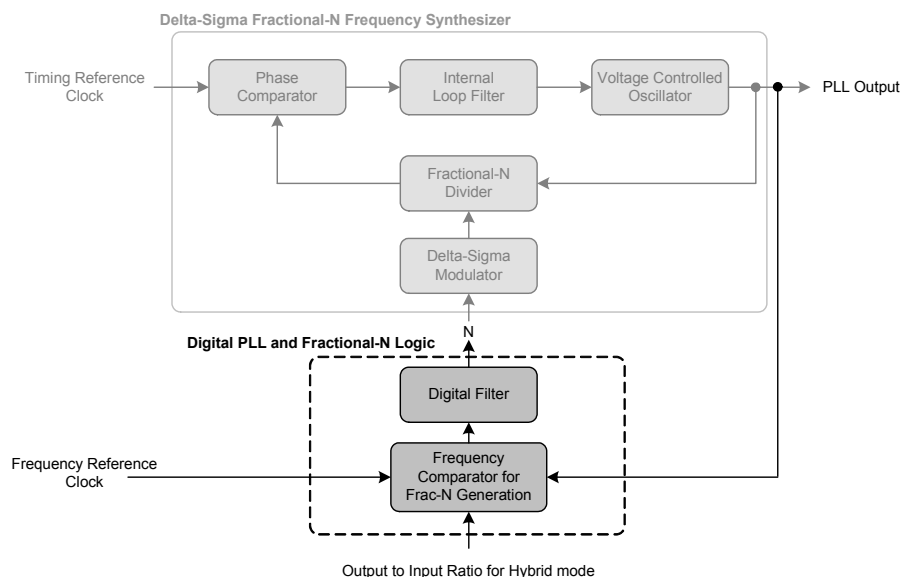 Delta-Sigma Fractional-N Frequency Synthesizer
Timing Reference
Clock
Phase
Comparator
Internal
Loop Filter
Voltage Controlled
Oscillator
PLL Output
Fractional-N
Divider
Delta-Sigma
Modulator
N
Digital PLL and Fractional-N Logic
Digital Filter
Frequency Reference
Clock
Frequency
Comparator for
Frac-N Generation
Output to Input Ratio for Hybrid mode